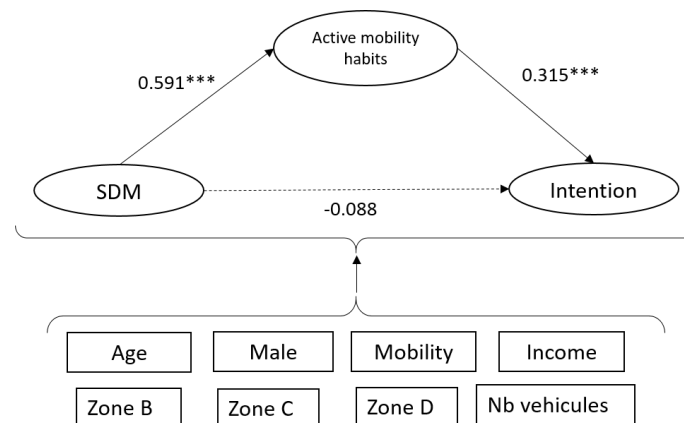 Active mobility
habits
0.591***
0.315***
SDM
Intention
-0.088
Age
Male
Mobility
Income
Zone B
Zone C
Zone D
Nb vehicules